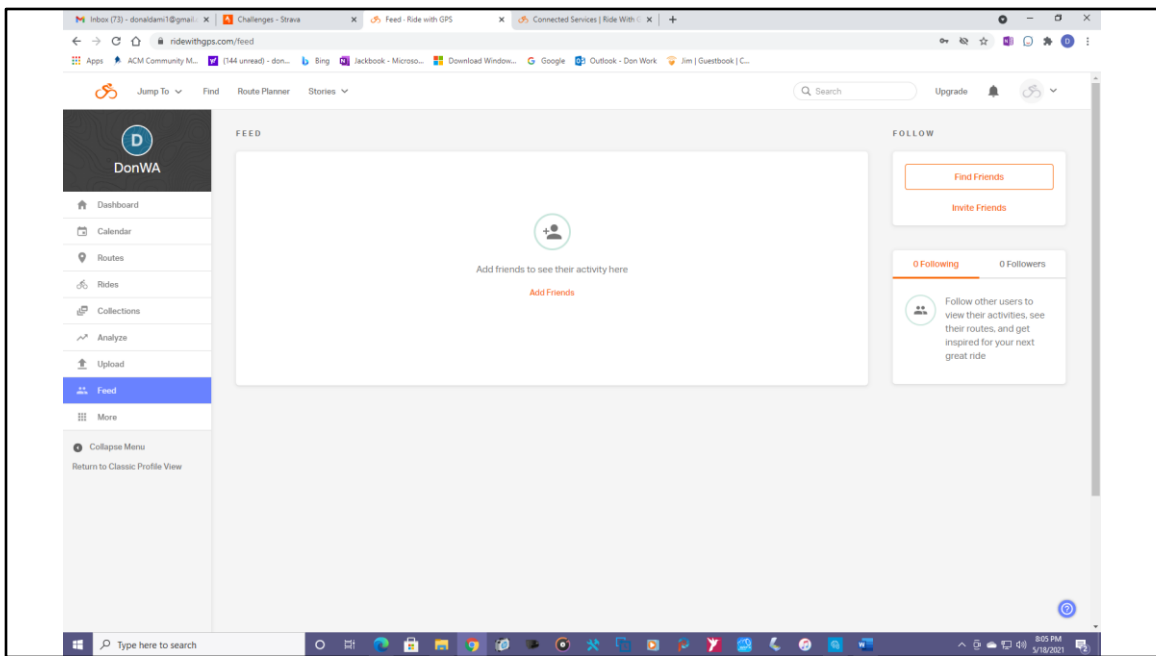 Inbox (73) - donaldami1@gmail. Challenges - Strava Feed - Ride with GPS Connected Services | Ride With G
ridewithgps.com/feed
Apps ACM Community M... (144 unread) - don... Bing Jackbook - Microso... Download Window... Google Outlook - Don Work Jim | Guestbook | C...
Jump To Find Route Planner Stories Search Upgrade
D
DonWA
Dashboard
Calendar
Routes
Rides
Collections
Analyze
Upload
Feed
More
Collapse Menu
Return to Classic Profile View
FEED
Add friends to see their activity here
Add Friends
FOLLOW
Find Friends
Invite Friends
0 Following 0 Followers
Follow other users to
view their activities, see
their routes, and get
inspired for your next
great ride
Type here to search
8:05 PM
5/18/2021